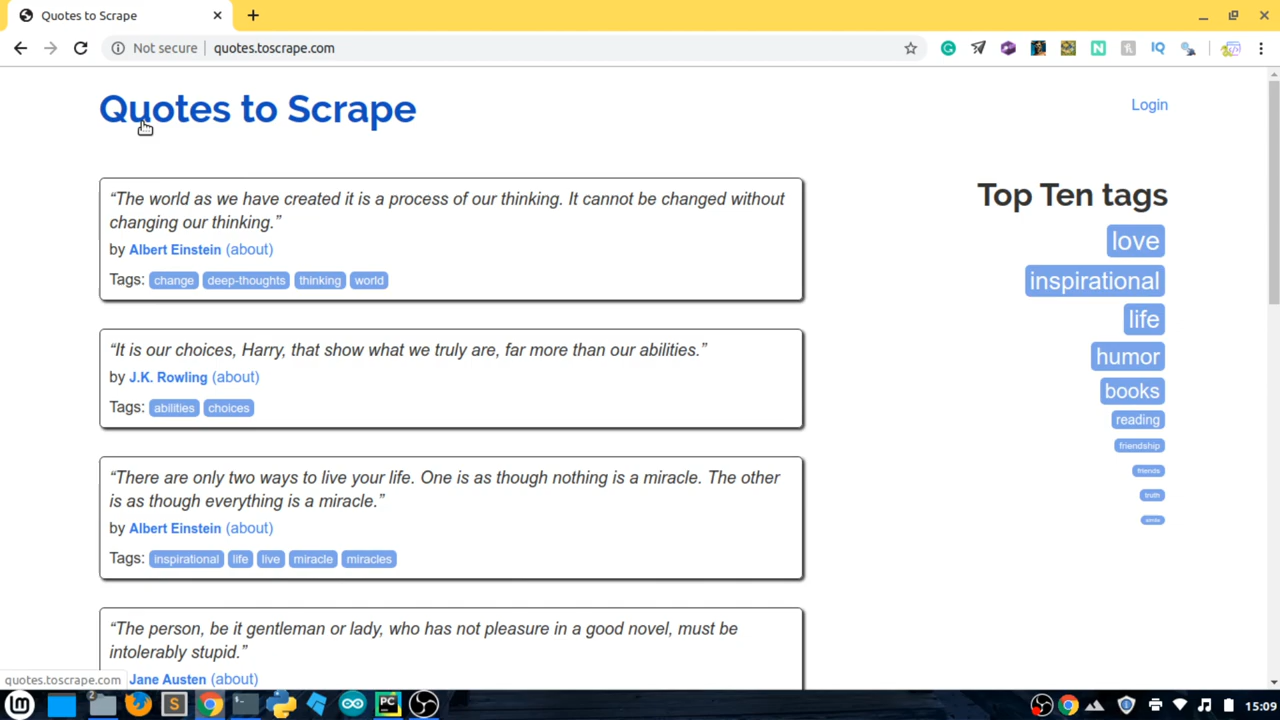 Quotes to Scrape
Not secure
quotes.toscrape.com
IQ
Quotes to Scrape
Login
“The world as we have created it is a process of our thinking. It cannot be changed without
changing our thinking.”
by Albert Einstein (about)
Tags: change deep-thoughts thinking world
“It is our choices, Harry, that show what we truly are, far more than our abilities.”
by J.K. Rowling (about)
Tags: abilities choices
“There are only two ways to live your life. One is as though nothing is a miracle. The other
is as though everything is a miracle.”
by Albert Einstein (about)
Tags: inspirational life live miracle miracles
“The person, be it gentleman or lady, who has not pleasure in a good novel, must be
intolerably stupid.”
Jane Austen (about)
Top Ten tags
love
inspirational
life
humor
books
reading
friendship
friends
truth
simile
quotes.toscrape.com
2
S
PC
15:09